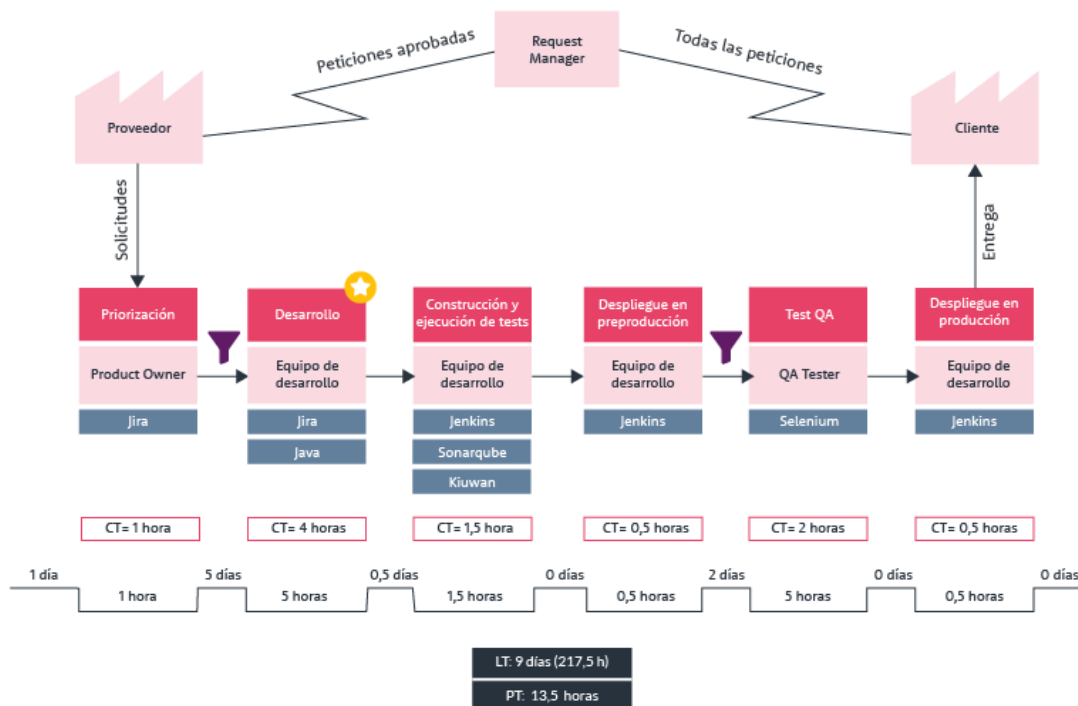 Peticiones aprobadas
Request
Manager
Todas las peticiones
Proveedor
Cliente
Solicitudes
Entrega
Priorización
Desarrollo
Construcción y
ejecución de tests
Despliegue en
preproducción
Test QA
Despliegue en
producción
Product Owner
Equipo de
desarrollo
Equipo de
desarrollo
Equipo de
desarrollo
QA Tester
Equipo de
desarrollo
Jira
Jira
Jenkins
Jenkins
Selenium
Jenkins
Java
Sonarqube
Kiuwan
CT= 1 hora
CT= 4 horas
CT= 1,5 hora
CT= 0,5 horas
CT= 2 horas
CT= 0,5 horas
1 día
5 días
0,5 días
0 días
2 días
0 días
0 días
1 hora
5 horas
1,5 horas
0,5 horas
5 horas
0,5 horas
LT: 9 días (217,5 h)
PT: 13,5 horas